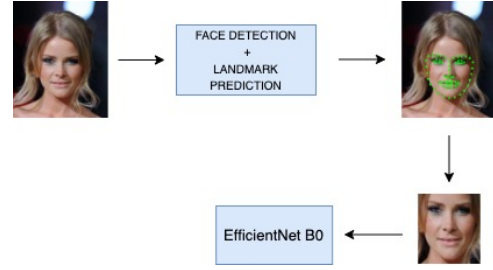 FACE DETECTION
+
LANDMARK
PREDICTION
EfficientNet B0